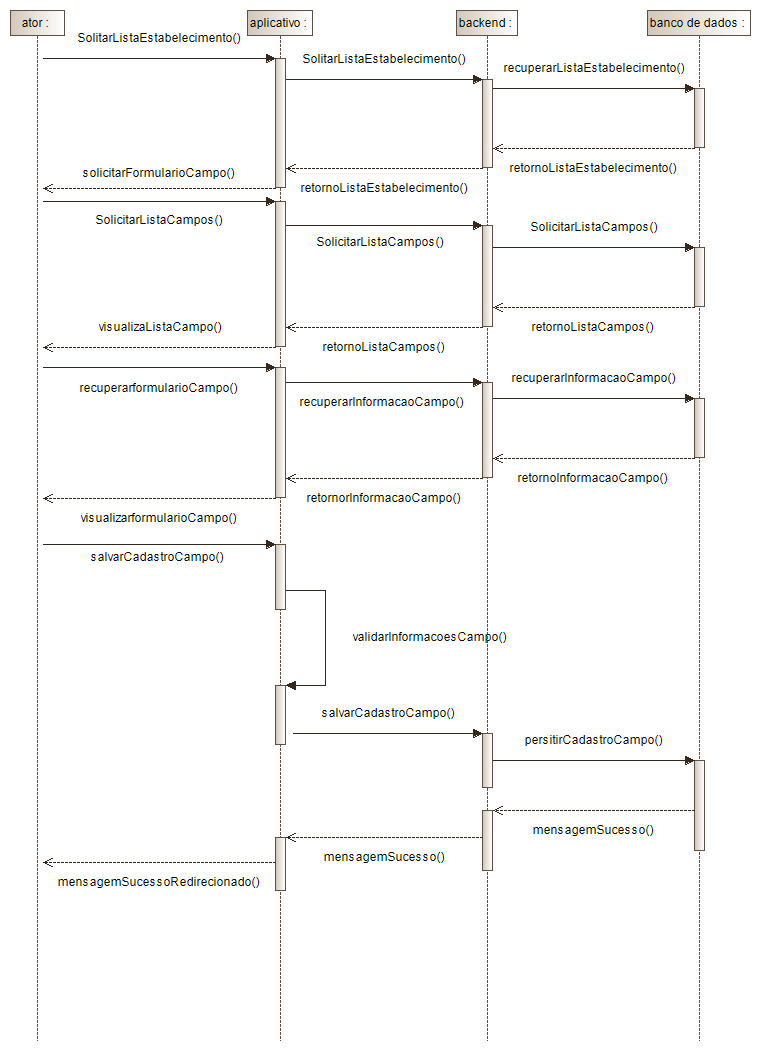 ator :
aplicativo :
backend :
banco de dados :
SolitarListaEstabelecimento()
SolitarListaEstabelecimento()
recuperarListaEstabelecimento()
retornoListaEstabelecimento()
solicitarFormularioCampo()
retornoListaEstabelecimento()
SolicitarListaCampos()
SolicitarListaCampos()
SolicitarListaCampos()
visualizaListaCampo()
retornoListaCampos()
retornoListaCampos()
recuperarformularioCampo()
recuperarInformacaoCampo()
recuperarInformacaoCampo()
retornoInformacaoCampo()
retornorInformacaoCampo()
visualizarformularioCampo()
salvarCadastroCampo()
validarInformacoesCampo()
salvarCadastroCampo()
persitirCadastroCampo()
mensagemSucesso()
mensagemSucesso()
mensagemSucessoRedirecionado()